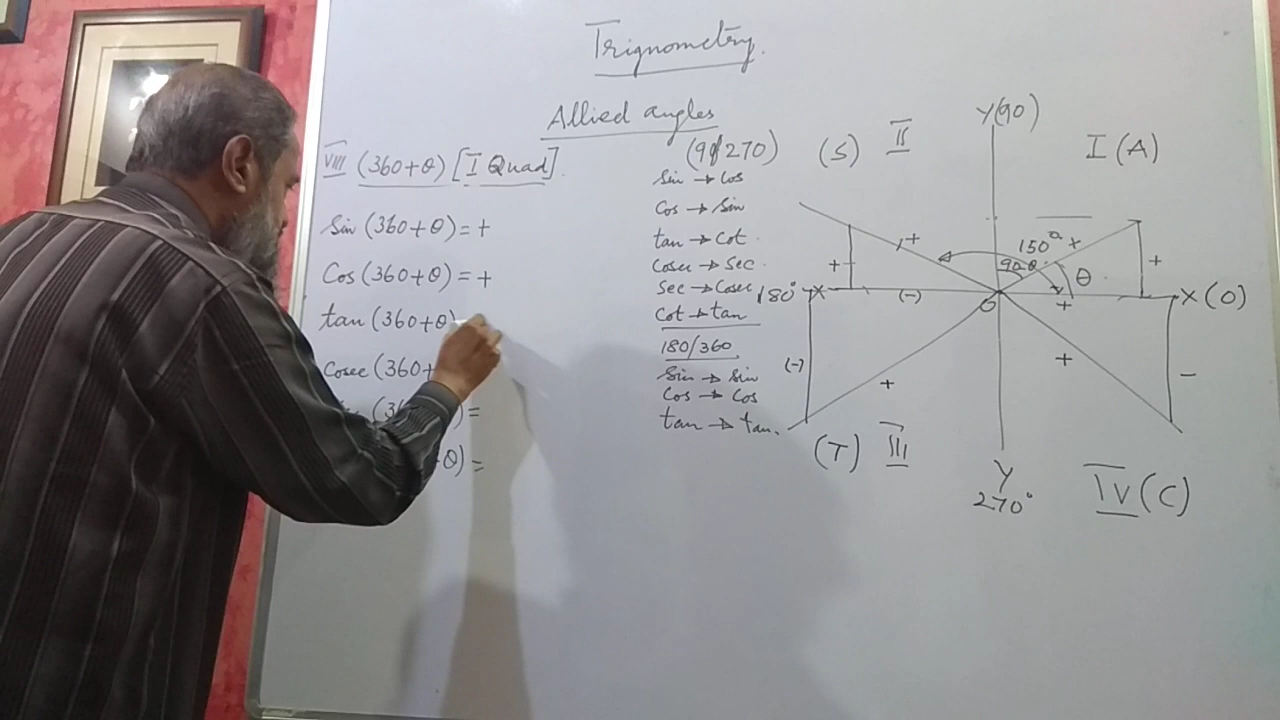 Trignometry.
Allied angles
VIII (360+θ) [I Quad].
Sin (360+θ) = +
Cos (360+θ) = +
tan (360+θ)
Cosec (360+
(36 ) =
θ) =
(90/270)
Sin → Cos
Cos → Sin
tan → Cot.
Cosec → Sec.
Sec → Cosec
Cot → tan
180/360
Sin → Sin
Cos → Cos
tan → tan.
Y(90)
(S) II
I (A)
150° +
+
+
+
90-θ
θ
180° X
(-)
O
+
X (0)
(-)
+
+
-
(T) III
Y
270°
IV (C)